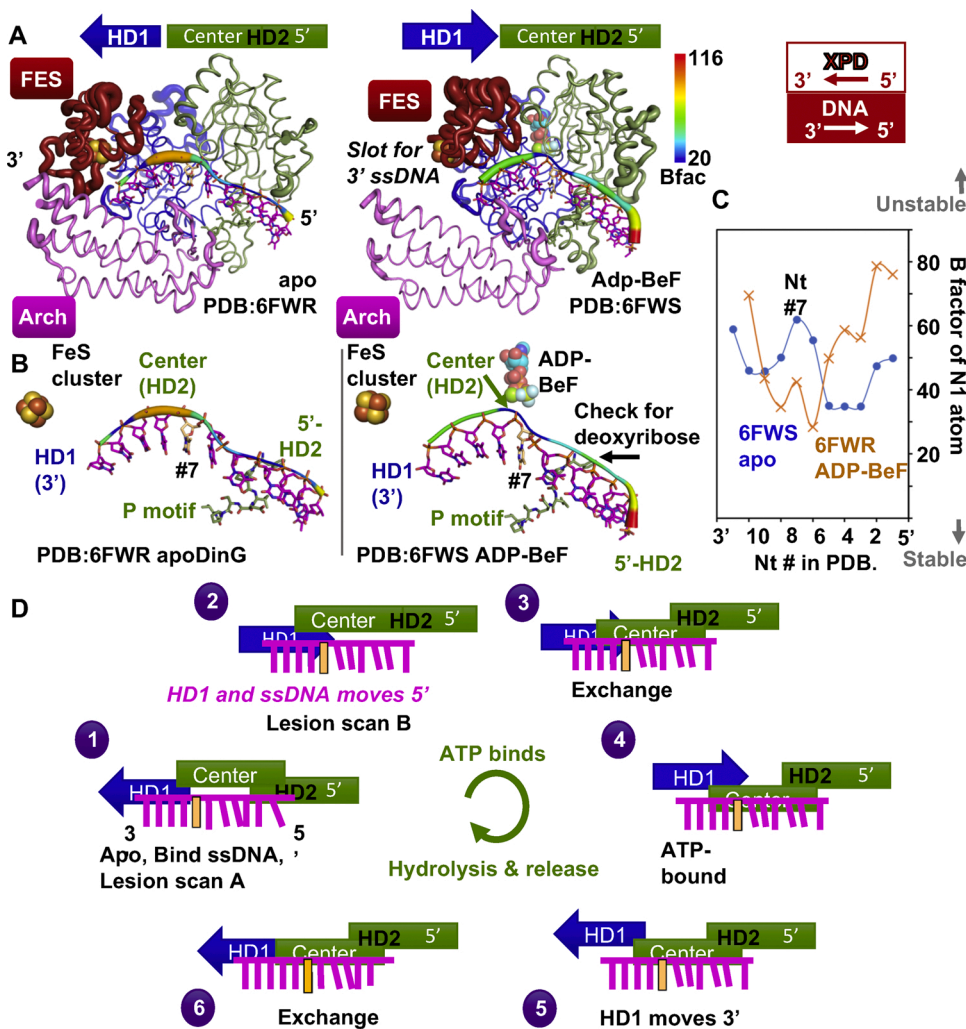 A
HD1
Center HD2 5'
HD1
Center HD2 5'
FES
FES
116
20
Bfac
XPD
3' 5'
DNA
3' 5'
3'
Slot for
3' ssDNA
5'
apo
PDB:6FWR
Adp-BeF
PDB:6FWS
Arch
Arch
Unstable
C
B factor of N1 atom
80
60
40
20
Nt
#7
6FWS
apo
6FWR
ADP-BeF
3' 10 8 6 4 2 5'
Nt # in PDB.
Stable
B
FeS
cluster
Center
(HD2)
5'-
HD2
HD1
(3')
#7
P motif
PDB:6FWR apoDinG
FeS
cluster
Center
(HD2)
ADP-
BeF
Check for
deoxyribose
HD1
(3')
#7
P motif
5'-HD2
PDB:6FWS ADP-BeF
D
2
HD1
Center HD2 5'
HD1 and ssDNA moves 5'
Lesion scan B
3
HD1
Center
HD2 5'
Exchange
1
HD1
Center
HD2 5'
3
5
'
Apo, Bind ssDNA,
Lesion scan A
ATP binds
Hydrolysis & release
4
HD1
Center
HD2 5'
ATP-
bound
6
HD1
Center
HD2 5'
Exchange
5
HD1
Center
HD2 5'
HD1 moves 3'